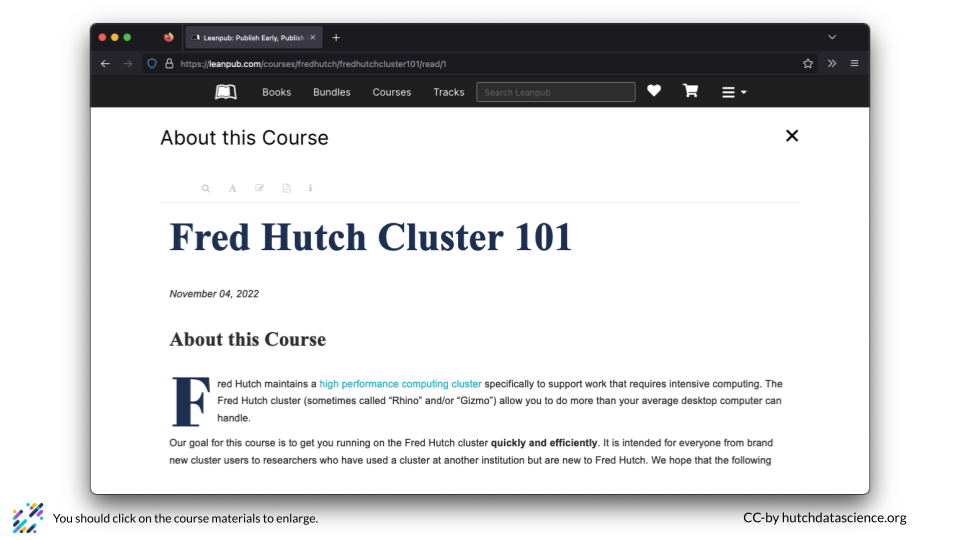 Leanpub: Publish Early, Publish
https://leanpub.com/courses/fredhutch/fredhutchcluster101/read/1
Books Bundles Courses Tracks Search Leanpub
About this Course
Fred Hutch Cluster 101
November 04, 2022
About this Course
Fred Hutch maintains a high performance computing cluster specifically to support work that requires intensive computing. The
Fred Hutch cluster (sometimes called “Rhino” and/or “Gizmo”) allow you to do more than your average desktop computer can
handle.
Our goal for this course is to get you running on the Fred Hutch cluster quickly and efficiently. It is intended for everyone from brand
new cluster users to researchers who have used a cluster at another institution but are new to Fred Hutch. We hope that the following
You should click on the course materials to enlarge.
CC-by hutchdatascience.org